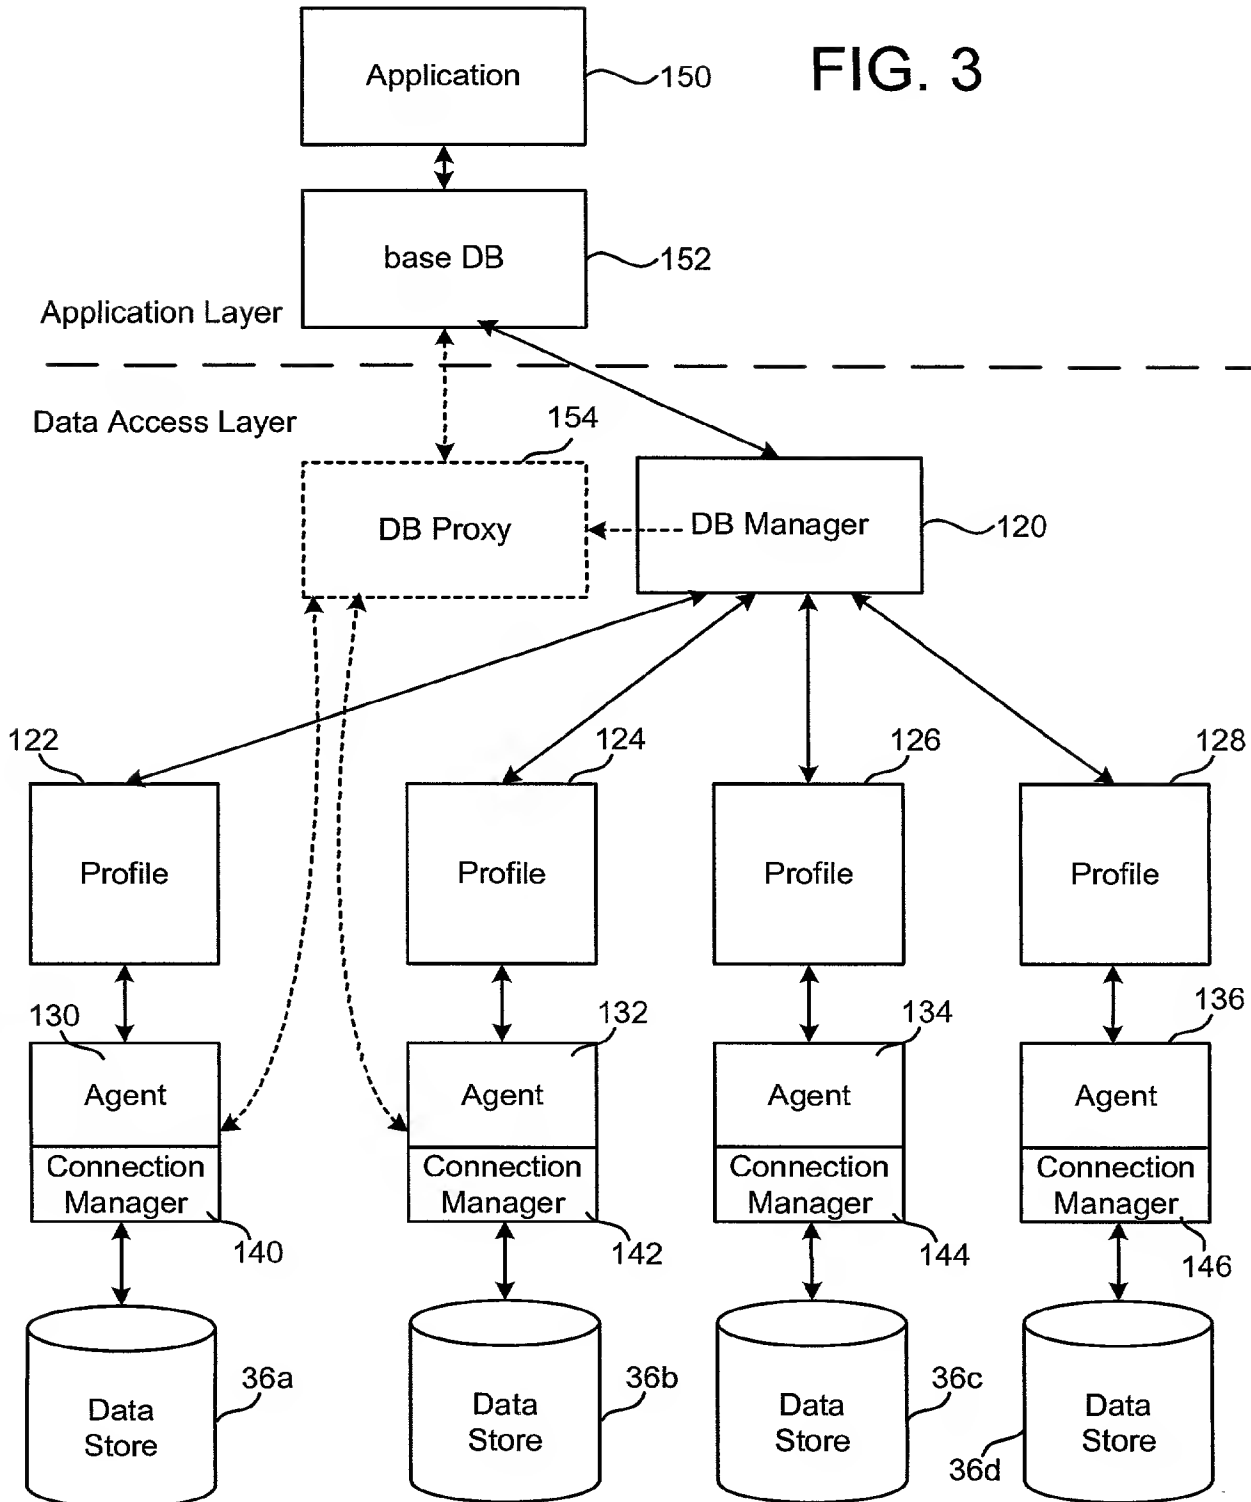 FIG. 3
Application
150
base DB
152
Application Layer
Data Access Layer
154
DB Proxy
DB Manager
120
122
124
126
128
Profile
Profile
Profile
Profile
130
132
134
136
Agent
Agent
Agent
Agent
Connection
Manager
Connection
Manager
Connection
Manager
Connection
Manager
140
142
144
146
36a
36b
36c
36d
Data
Store
Data
Store
Data
Store
Data
Store